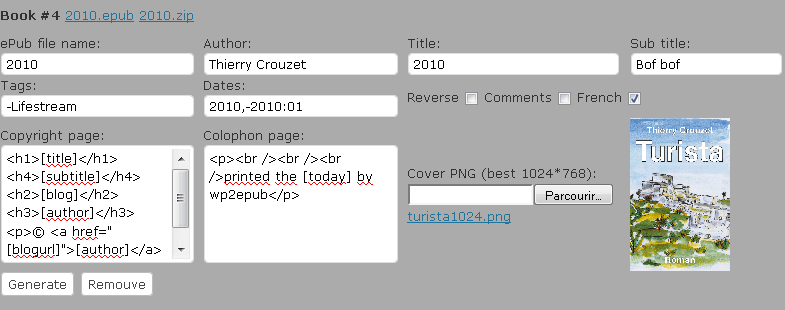 Book #4 2010.epub 2010.zip
ePub file name: Author: Title: Sub title:
2010 Thierry Crouzet 2010 Bof bof
Tags: Dates:
-Lifestream 2010,-2010:01 Reverse Comments French
Copyright page: Colophon page:
<h1>[title]</h1>
<h4>[subtitle]</h4>
<h2>[blog]</h2>
<h3>[author]</h3>
<p>© <a href="
[blogurl]">[author]</a>
<p><br /><br /><br
/>printed the [today] by
wp2epub</p>
Cover PNG (best 1024*768):
Parcourir...
turista1024.png
Thierry Crouzet
Turista
Roman
Generate Remouve